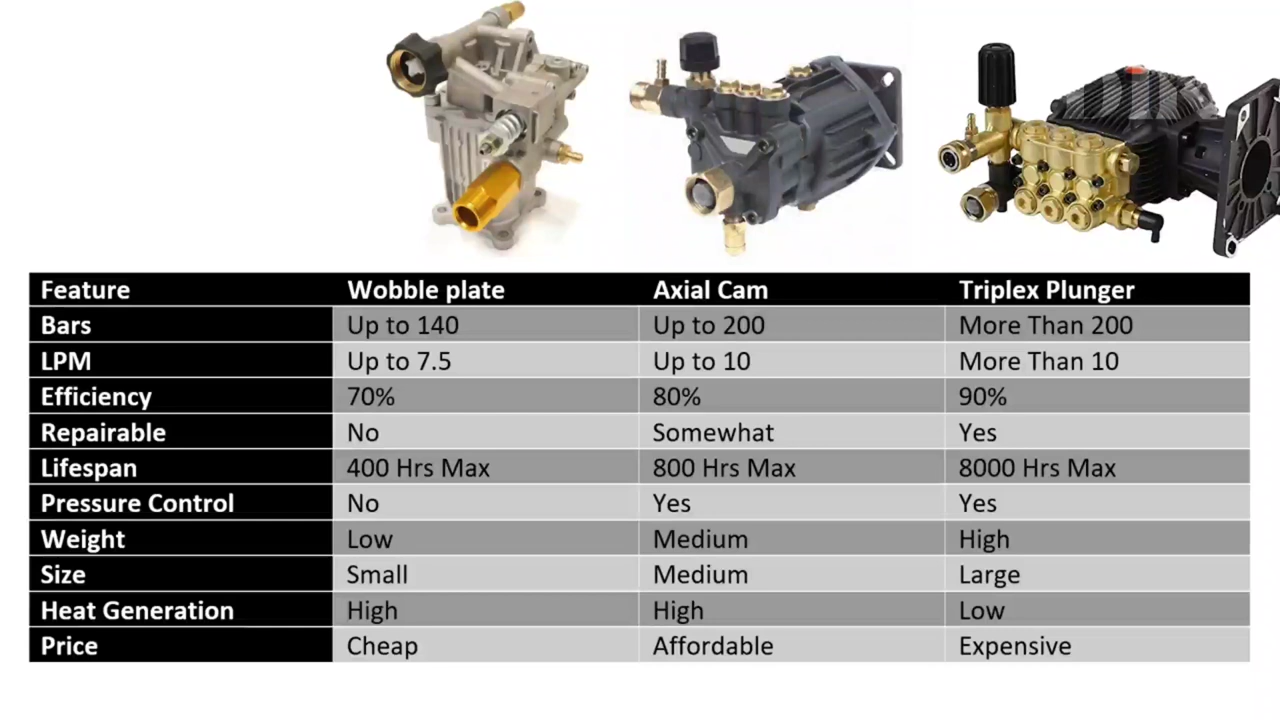 Feature Wobble plate Axial Cam Triplex Plunger
Bars Up to 140 Up to 200 More Than 200
LPM Up to 7.5 Up to 10 More Than 10
Efficiency 70% 80% 90%
Repairable No Somewhat Yes
Lifespan 400 Hrs Max 800 Hrs Max 8000 Hrs Max
Pressure Control No Yes Yes
Weight Low Medium High
Size Small Medium Large
Heat Generation High High Low
Price Cheap Affordable Expensive